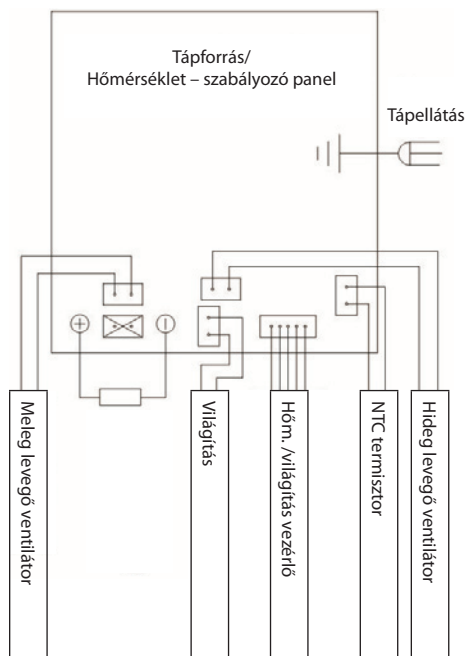 Tápforrás/
Hőmérséklet – szabályozó panel
Tápellátás
Meleg levegő ventilátor
Világítás
Hőm. /világítás vezérlő
NTC termisztor
Hideg levegő ventilátor